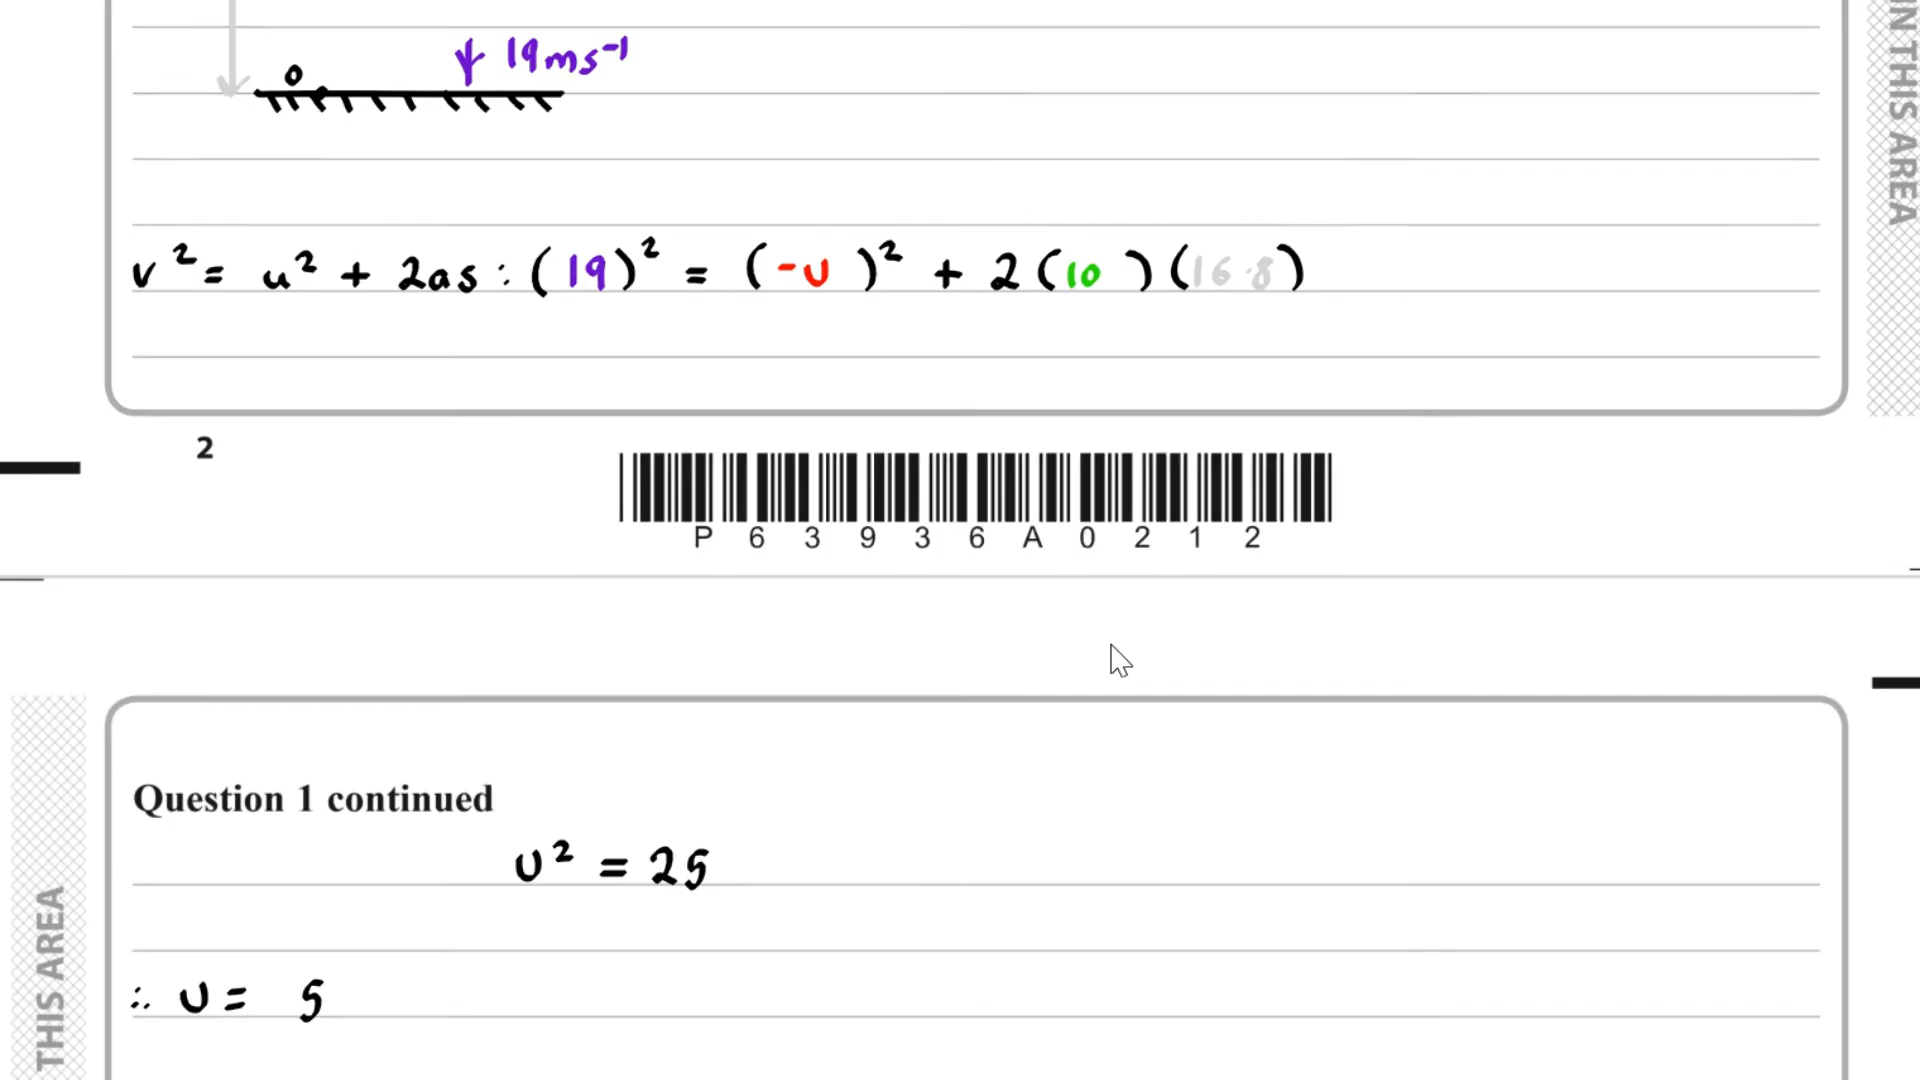 IN THIS AREA
↓ 19ms⁻¹
0
v² = u² + 2as : (19)² = (-U)² + 2(10)(16.8)
2
P 6 3 9 3 6 A 0 2 1 2
THIS AREA
Question 1 continued
U² = 25
∴ U = 5